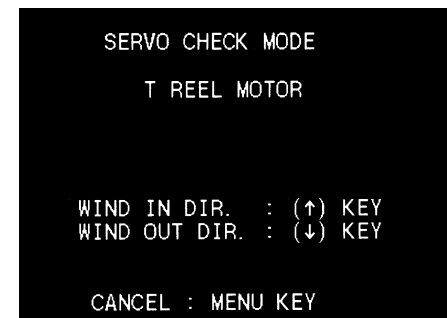 SERVO CHECK MODE
T REEL MOTOR
WIND IN DIR. : (↑) KEY
WIND OUT DIR. : (↓) KEY
CANCEL : MENU KEY